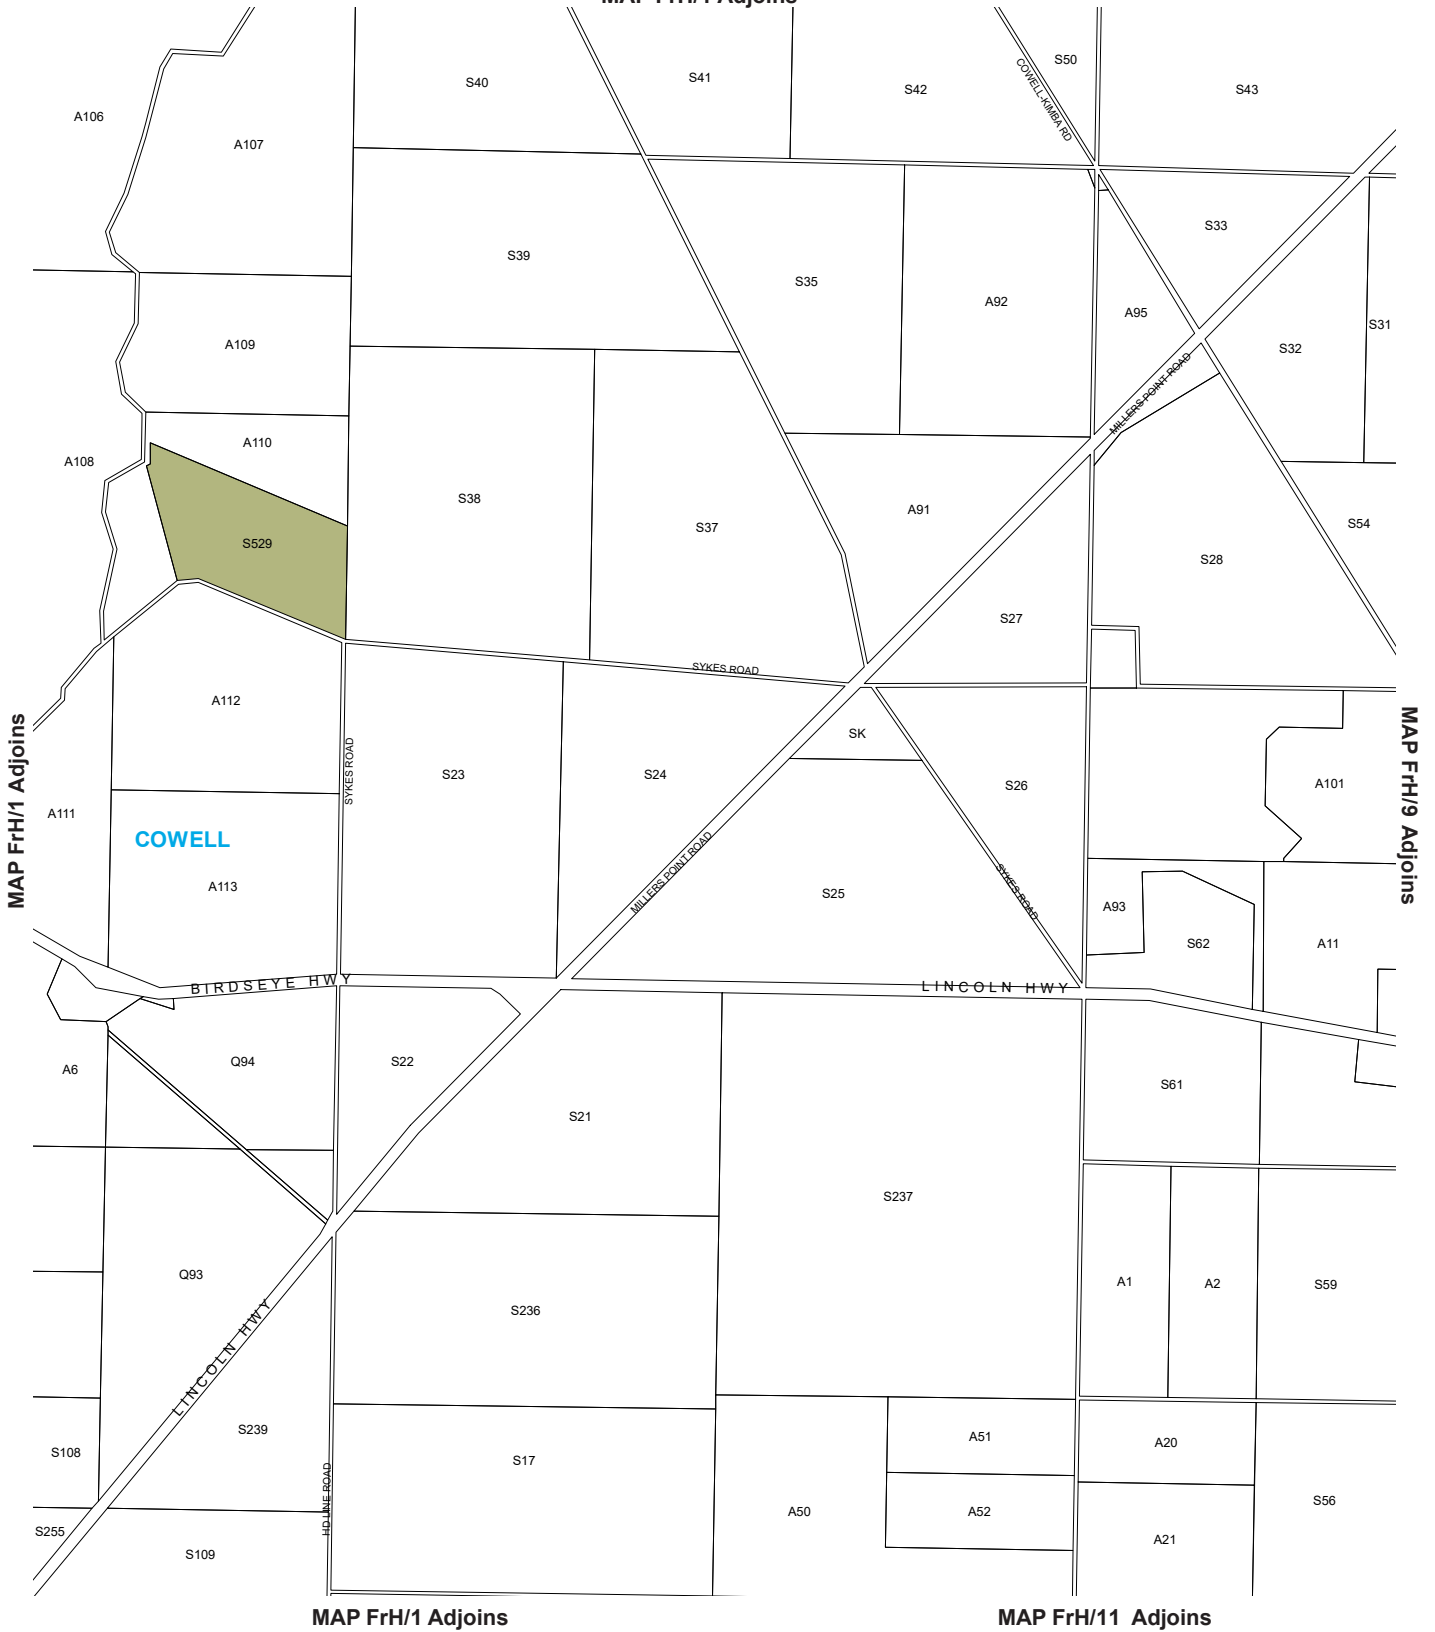 MAP FrH/1 Adjoins
S50
S40
S41
S42
S43
COWELL-KIMBA RD
A106
A107
S39
S33
S35
A92
A95
S31
A109
S32
MILLERS POINT ROAD
A110
A108
S38
A91
S37
S54
S529
S28
S27
SYKES ROAD
A112
SK
MAP FrH/1 Adjoins
MAP FrH/9 Adjoins
SYKES ROAD
S23
S24
S26
A101
A111
COWELL
MILLERS POINT ROAD
A113
S25
SYKES ROAD
A93
S62
A11
BIRDSEYE HWY
LINCOLN HWY
A6
Q94
S22
S61
S21
S237
Q93
A1
A2
S59
S236
LINCOLN HWY
S239
A51
A20
S108
S17
HD LINE ROAD
S56
A50
A52
S255
A21
S109
MAP FrH/1 Adjoins
MAP FrH/11 Adjoins